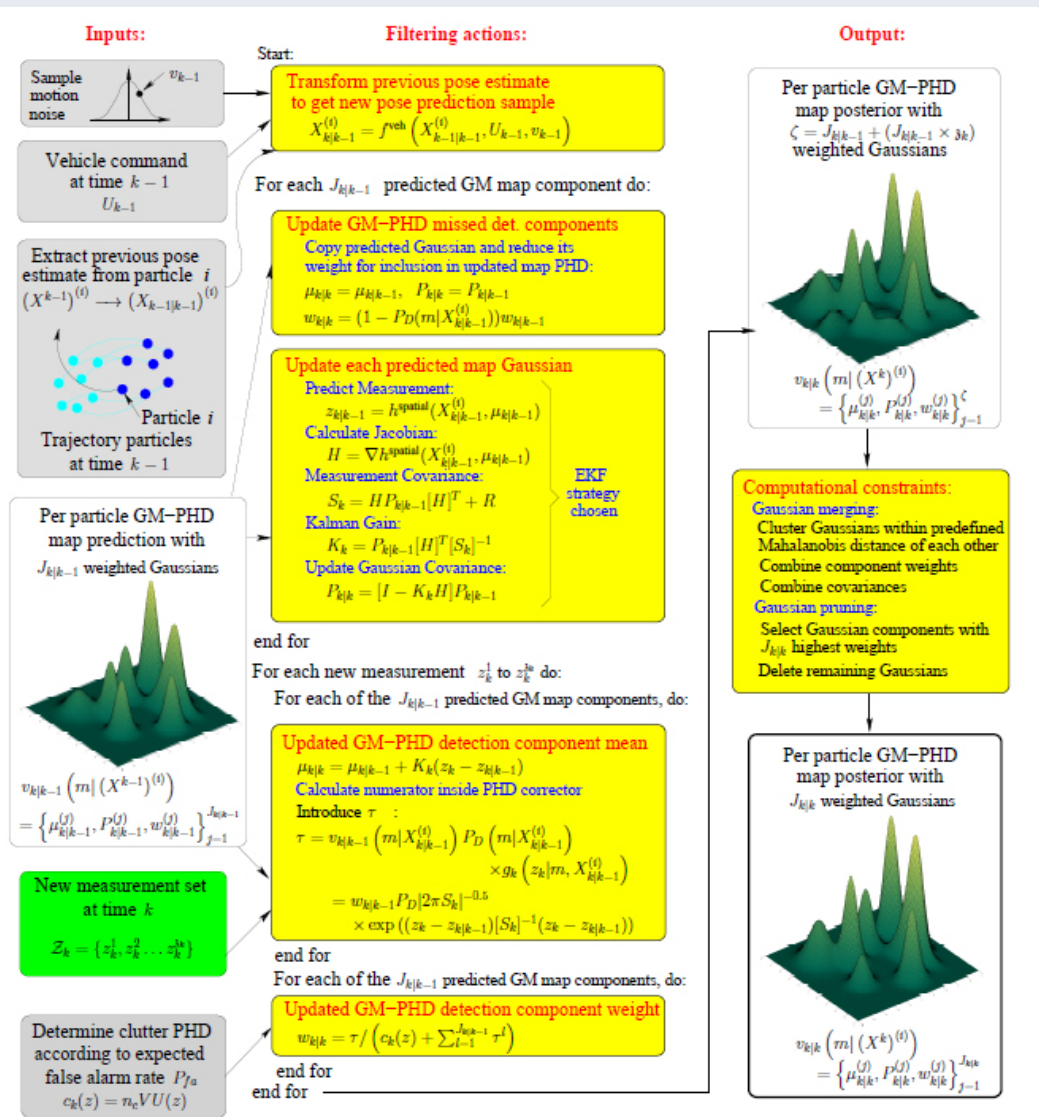 Inputs:
Sample
motion
noise
v_{k-1}
Vehicle command
at time k − 1
U_{k-1}
Extract previous pose
estimate from particle i
(X^{k-1})^{(i)} ⟶ (X_{k-1|k-1})^{(i)}
Particle i
Trajectory particles
at time k − 1
Per particle GM−PHD
map prediction with
J_{k|k-1} weighted Gaussians
v_{k|k-1} (m| (X^{k-1})^{(i)})
= {μ^{(j)}_{k|k-1}, P^{(j)}_{k|k-1}, w^{(j)}_{k|k-1}}^{J_{k|k-1}}_{j=1}
New measurement set
at time k
Z_k = {z^1_k, z^2_k … z^{𝔷_k}_k}
Determine clutter PHD
according to expected
false alarm rate P_{fa}
c_k(z) = n_c V U(z)
Filtering actions:
Start:
Transform previous pose estimate
to get new pose prediction sample
X^{(i)}_{k|k-1} = f^{veh} (X^{(i)}_{k-1|k-1}, U_{k-1}, v_{k-1})
For each J_{k|k-1} predicted GM map component do:
Update GM−PHD missed det. components
Copy predicted Gaussian and reduce its
weight for inclusion in updated map PHD:
μ_{k|k} = μ_{k|k-1}, P_{k|k} = P_{k|k-1}
w_{k|k} = (1 − P_D(m|X^{(i)}_{k|k-1}))w_{k|k-1}
Update each predicted map Gaussian
Predict Measurement:
z_{k|k-1} = h^{spatial}(X^{(i)}_{k|k-1}, μ_{k|k-1})
Calculate Jacobian:
H = ∇h^{spatial}(X^{(i)}_{k|k-1}, μ_{k|k-1})
Measurement Covariance:
S_k = HP_{k|k-1}[H]^T + R
Kalman Gain:
K_k = P_{k|k-1}[H]^T[S_k]^{-1}
Update Gaussian Covariance:
P_{k|k} = [I − K_kH]P_{k|k-1}
EKF
strategy
chosen
end for
For each new measurement z^1_k to z^{𝔷_k}_k do:
For each of the J_{k|k-1} predicted GM map components, do:
Updated GM−PHD detection component mean
μ_{k|k} = μ_{k|k-1} + K_k(z_k − z_{k|k-1})
Calculate numerator inside PHD corrector
Introduce τ :
τ = v_{k|k-1} (m|X^{(i)}_{k|k-1}) P_D (m|X^{(i)}_{k|k-1})
×g_k (z_k|m, X^{(i)}_{k|k-1})
= w_{k|k-1}P_D|2πS_k|^{-0.5}
× exp ((z_k − z_{k|k-1})[S_k]^{-1}(z_k − z_{k|k-1}))
end for
For each of the J_{k|k-1} predicted GM map components, do:
Updated GM−PHD detection component weight
w_{k|k} = τ/ (c_k(z) + ∑^{J_{k|k-1}}_{l=1} τ^l)
end for
end for
Output:
Per particle GM−PHD
map posterior with
ζ = J_{k|k-1} + (J_{k|k-1} × 𝔷_k)
weighted Gaussians
v_{k|k} (m| (X^k)^{(i)})
= {μ^{(j)}_{k|k}, P^{(j)}_{k|k}, w^{(j)}_{k|k}}^ζ_{j=1}
Computational constraints:
Gaussian merging:
Cluster Gaussians within predefined
Mahalanobis distance of each other
Combine component weights
Combine covariances
Gaussian pruning:
Select Gaussian components with
J_{k|k} highest weights
Delete remaining Gaussians
Per particle GM−PHD
map posterior with
J_{k|k} weighted Gaussians
v_{k|k} (m| (X^k)^{(i)})
= {μ^{(j)}_{k|k}, P^{(j)}_{k|k}, w^{(j)}_{k|k}}^{J_{k|k}}_{j=1}